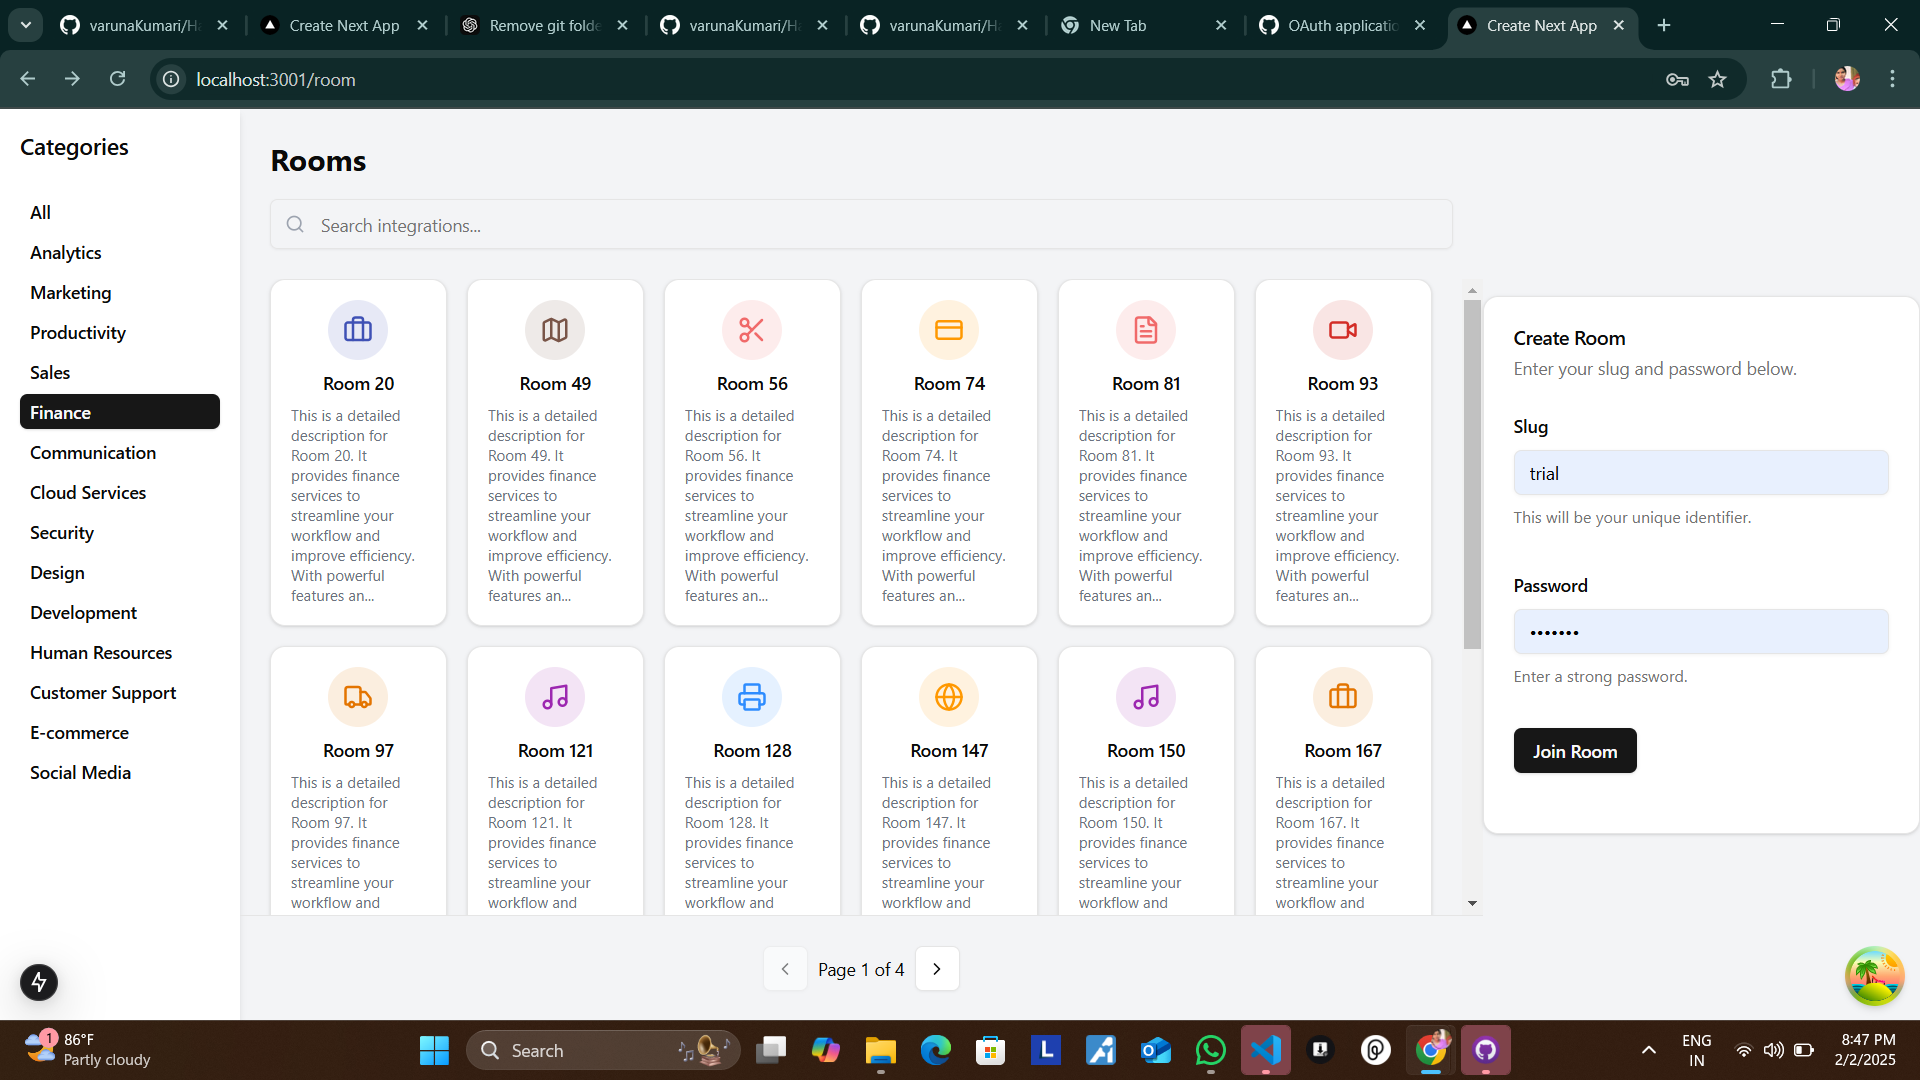 varunaKumari/Ha
Create Next App
Remove git folde
varunaKumari/Ha
varunaKumari/Ha
New Tab
OAuth applicatio
Create Next App
localhost:3001/room
Categories
All
Analytics
Marketing
Productivity
Sales
Finance
Communication
Cloud Services
Security
Design
Development
Human Resources
Customer Support
E-commerce
Social Media
Rooms
Search integrations...
Room 20
This is a detailed
description for
Room 20. It
provides finance
services to
streamline your
workflow and
improve efficiency.
With powerful
features an...
Room 49
This is a detailed
description for
Room 49. It
provides finance
services to
streamline your
workflow and
improve efficiency.
With powerful
features an...
Room 56
This is a detailed
description for
Room 56. It
provides finance
services to
streamline your
workflow and
improve efficiency.
With powerful
features an...
Room 74
This is a detailed
description for
Room 74. It
provides finance
services to
streamline your
workflow and
improve efficiency.
With powerful
features an...
Room 81
This is a detailed
description for
Room 81. It
provides finance
services to
streamline your
workflow and
improve efficiency.
With powerful
features an...
Room 93
This is a detailed
description for
Room 93. It
provides finance
services to
streamline your
workflow and
improve efficiency.
With powerful
features an...
Room 97
This is a detailed
description for
Room 97. It
provides finance
services to
streamline your
workflow and
Room 121
This is a detailed
description for
Room 121. It
provides finance
services to
streamline your
workflow and
Room 128
This is a detailed
description for
Room 128. It
provides finance
services to
streamline your
workflow and
Room 147
This is a detailed
description for
Room 147. It
provides finance
services to
streamline your
workflow and
Room 150
This is a detailed
description for
Room 150. It
provides finance
services to
streamline your
workflow and
Room 167
This is a detailed
description for
Room 167. It
provides finance
services to
streamline your
workflow and
Page 1 of 4
Create Room
Enter your slug and password below.
Slug
trial
This will be your unique identifier.
Password
•••••••
Enter a strong password.
Join Room
1
86°F
Partly cloudy
Search
L
ENG
IN
8:47 PM
2/2/2025